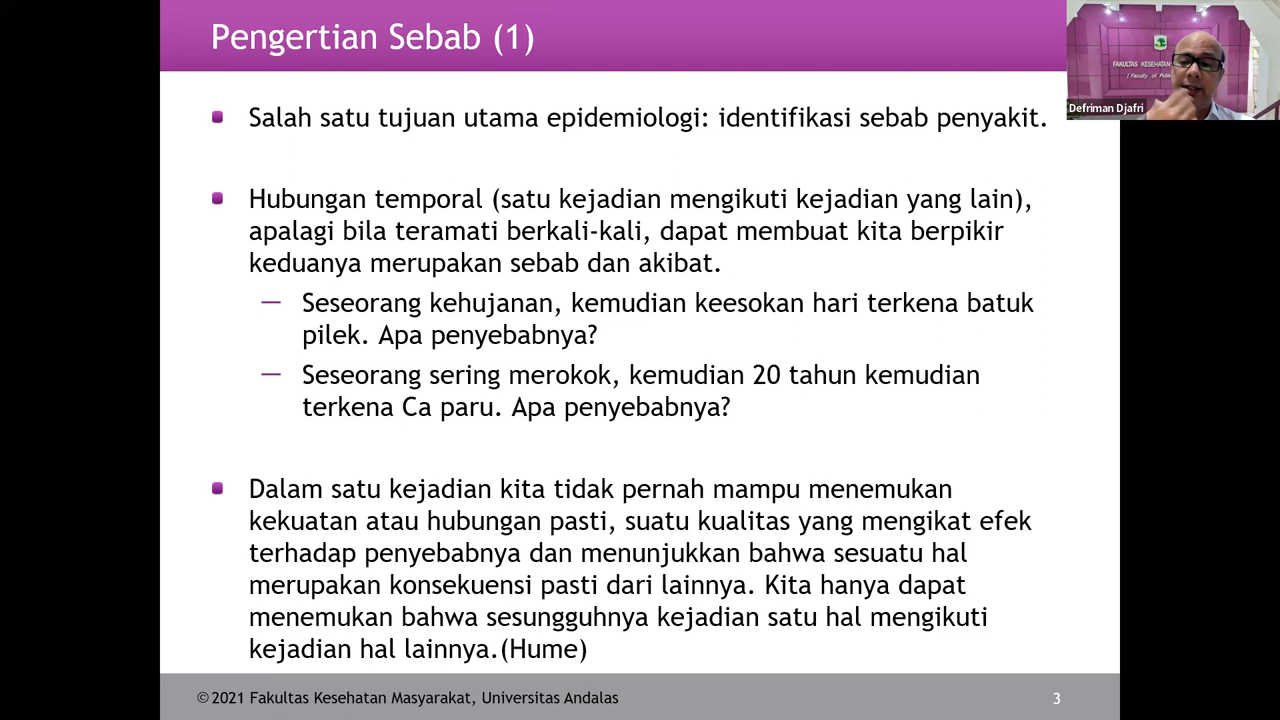 Pengertian Sebab (1)
FAKULTAS KESEHATAN
(Faculty of Publ
Defriman Djafri
Salah satu tujuan utama epidemiologi: identifikasi sebab penyakit.
Hubungan temporal (satu kejadian mengikuti kejadian yang lain),
apalagi bila teramati berkali-kali, dapat membuat kita berpikir
keduanya merupakan sebab dan akibat.
— Seseorang kehujanan, kemudian keesokan hari terkena batuk
pilek. Apa penyebabnya?
— Seseorang sering merokok, kemudian 20 tahun kemudian
terkena Ca paru. Apa penyebabnya?
Dalam satu kejadian kita tidak pernah mampu menemukan
kekuatan atau hubungan pasti, suatu kualitas yang mengikat efek
terhadap penyebabnya dan menunjukkan bahwa sesuatu hal
merupakan konsekuensi pasti dari lainnya. Kita hanya dapat
menemukan bahwa sesungguhnya kejadian satu hal mengikuti
kejadian hal lainnya.(Hume)
©2021 Fakultas Kesehatan Masyarakat, Universitas Andalas
3